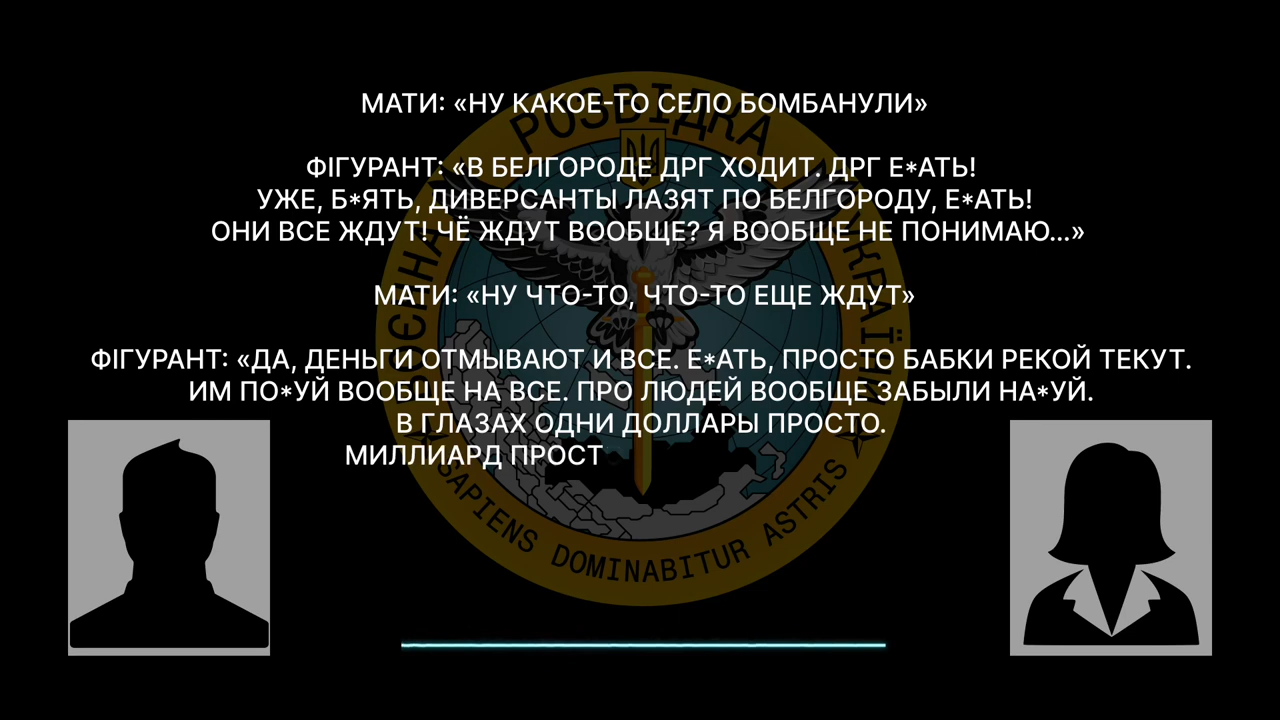 МАТИ: «НУ КАКОЕ-ТО СЕЛО БОМБАНУЛИ»
ФІГУРАНТ: «В БЕЛГОРОДЕ ДРГ ХОДИТ. ДРГ Е*АТЬ!
УЖЕ, Б*ЯТЬ, ДИВЕРСАНТЫ ЛАЗЯТ ПО БЕЛГОРОДУ, Е*АТЬ!
ОНИ ВСЕ ЖДУТ! ЧЁ ЖДУТ ВООБЩЕ? Я ВООБЩЕ НЕ ПОНИМАЮ...»
МАТИ: «НУ ЧТО-ТО, ЧТО-ТО ЕЩЕ ЖДУТ»
ФІГУРАНТ: «ДА, ДЕНЬГИ ОТМЫВАЮТ И ВСЕ. Е*АТЬ, ПРОСТО БАБКИ РЕКОЙ ТЕКУТ.
ИМ ПО*УЙ ВООБЩЕ НА ВСЕ. ПРО ЛЮДЕЙ ВООБЩЕ ЗАБЫЛИ НА*УЙ.
В ГЛАЗАХ ОДНИ ДОЛЛАРЫ ПРОСТО.
МИЛЛИАРД ПРОСТ
ВОЄННА РОЗВІДКА УКРАЇНИ
SAPIENS DOMINABITUR ASTRIS